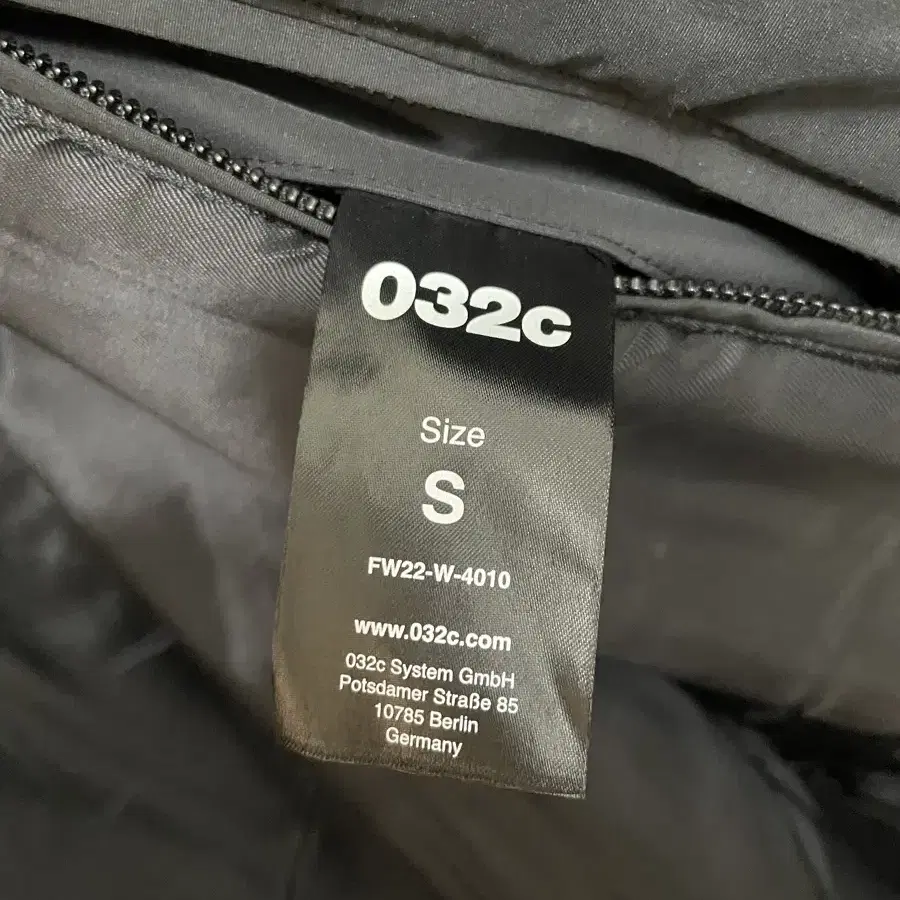 032c
Size
S
FW22-W-4010
www.032c.com
032c System GmbH
Potsdamer Straße 85
10785 Berlin
Germany